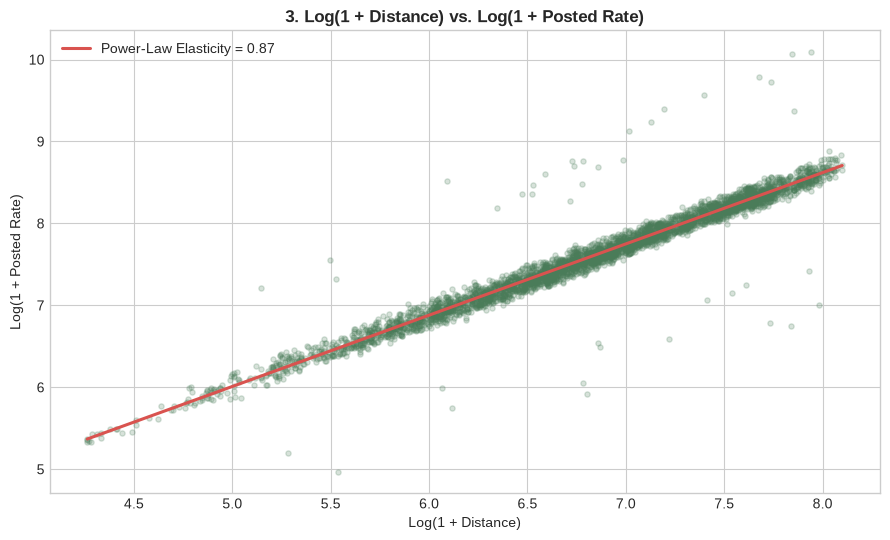 3. Log(1 + Distance) vs. Log(1 + Posted Rate)
Power-Law Elasticity = 0.87
Log(1 + Posted Rate)
10
9
8
7
6
5
4.5 5.0 5.5 6.0 6.5 7.0 7.5 8.0
Log(1 + Distance)